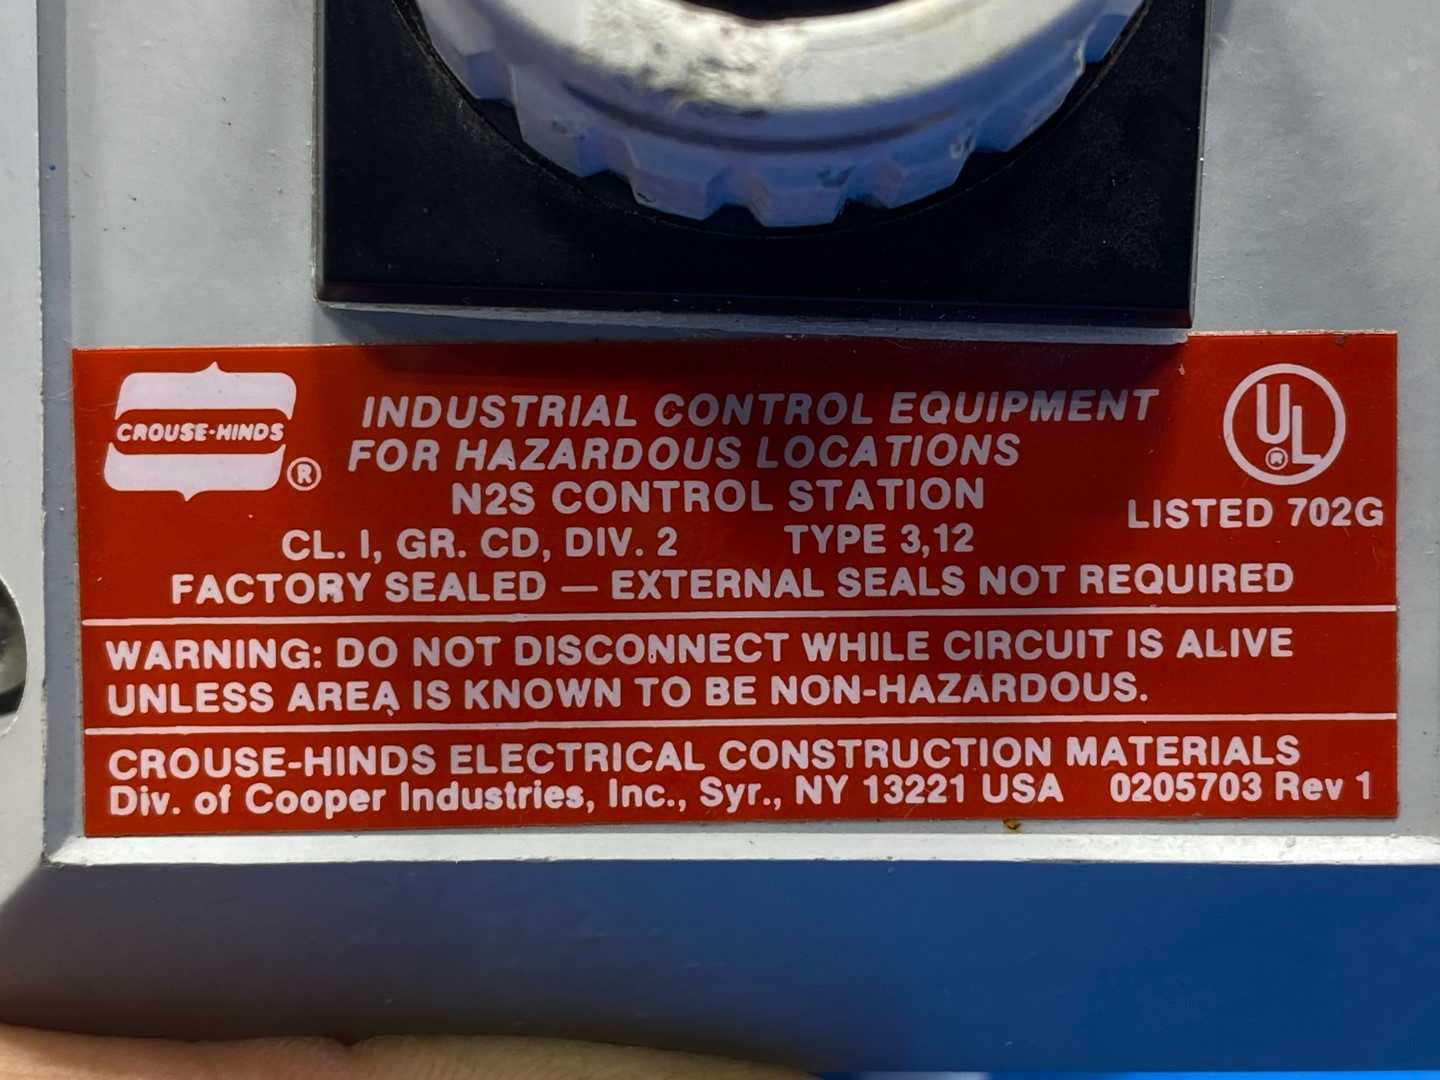 CROUSE-HINDS ®
INDUSTRIAL CONTROL EQUIPMENT
FOR HAZARDOUS LOCATIONS
N2S CONTROL STATION
CL. I, GR. CD, DIV. 2 TYPE 3,12
FACTORY SEALED — EXTERNAL SEALS NOT REQUIRED
UL ®
LISTED 702G
WARNING: DO NOT DISCONNECT WHILE CIRCUIT IS ALIVE
UNLESS AREA IS KNOWN TO BE NON-HAZARDOUS.
CROUSE-HINDS ELECTRICAL CONSTRUCTION MATERIALS
Div. of Cooper Industries, Inc., Syr., NY 13221 USA 0205703 Rev 1